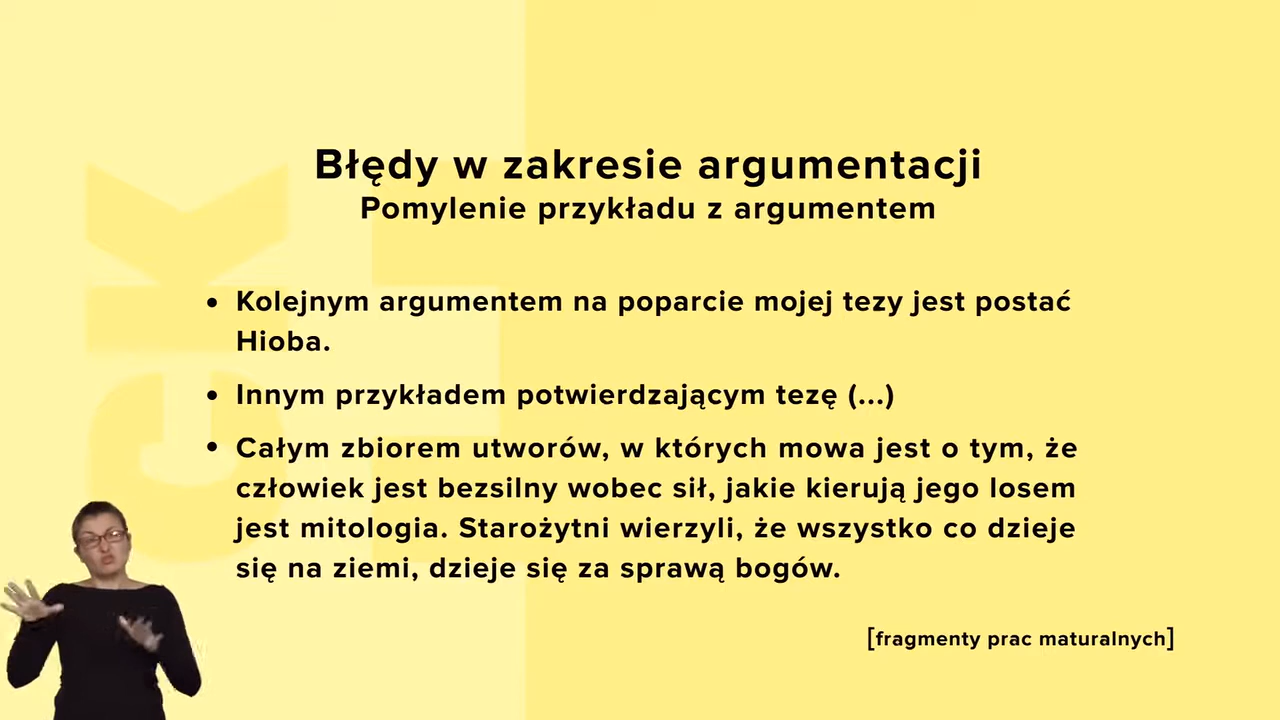 Błędy w zakresie argumentacji
Pomylenie przykładu z argumentem
• Kolejnym argumentem na poparcie mojej tezy jest postać
Hioba.
• Innym przykładem potwierdzającym tezę (...)
• Całym zbiorem utworów, w których mowa jest o tym, że
człowiek jest bezsilny wobec sił, jakie kierują jego losem
jest mitologia. Starożytni wierzyli, że wszystko co dzieje
się na ziemi, dzieje się za sprawą bogów.
[fragmenty prac maturalnych]